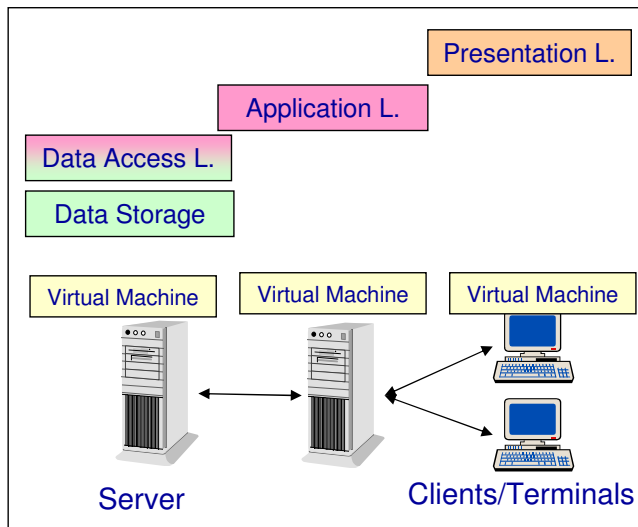 Presentation L.
Application L.
Data Access L.
Data Storage
Virtual Machine
Virtual Machine
Virtual Machine
Server
Clients/Terminals